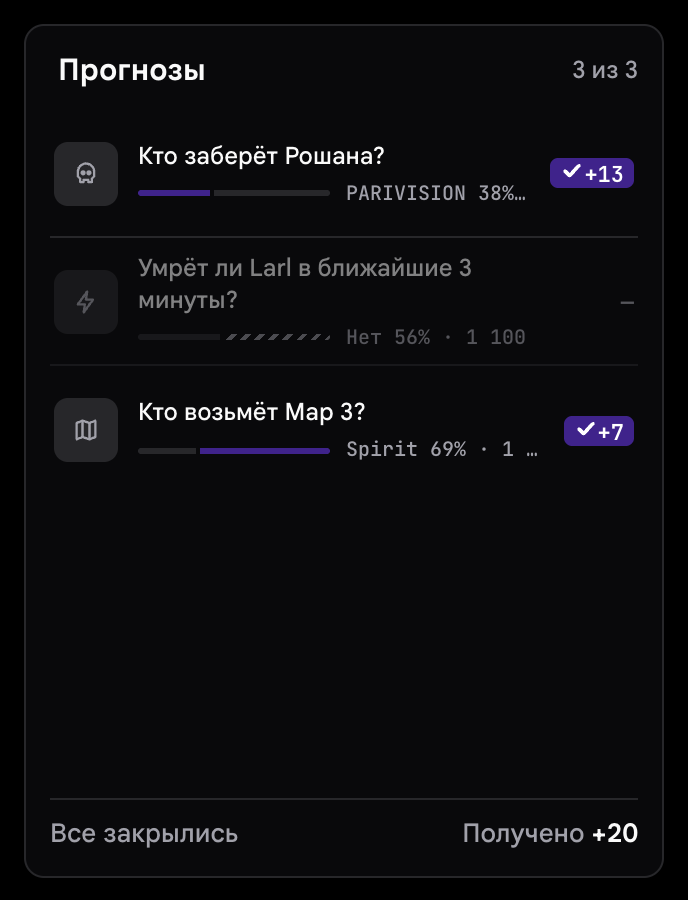 Прогнозы
3 из 3
Кто заберёт Рошана?
PARIVISION 38%…
+13
Умрёт ли Larl в ближайшие 3
минуты?
Нет 56% · 1 100
—
Кто возьмёт Map 3?
Spirit 69% · 1 …
+7
Все закрылись
Получено +20